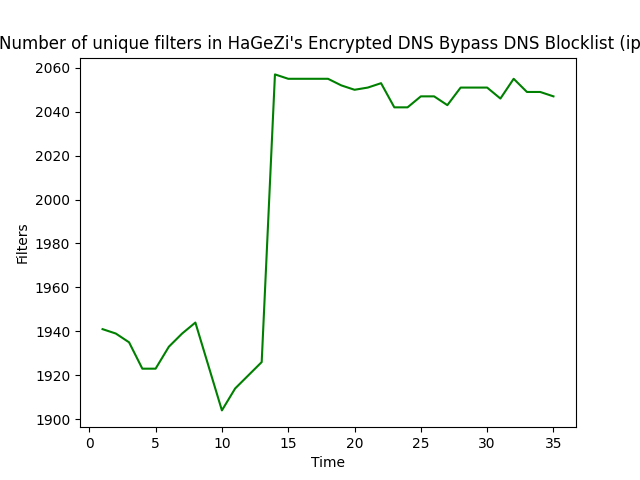 Number of unique filters in HaGeZi's Encrypted DNS Bypass DNS Blocklist (ip
2060
2040
2020
2000
1980
1960
1940
1920
1900
Filters
0 5 10 15 20 25 30 35
Time